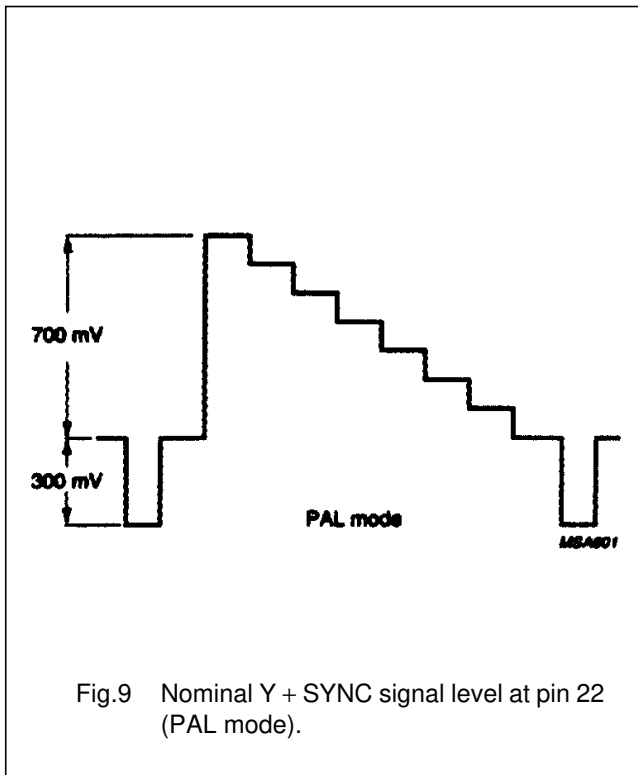 700 mV
300 mV
PAL mode
MSA601
Fig.9 Nominal Y + SYNC signal level at pin 22
(PAL mode).